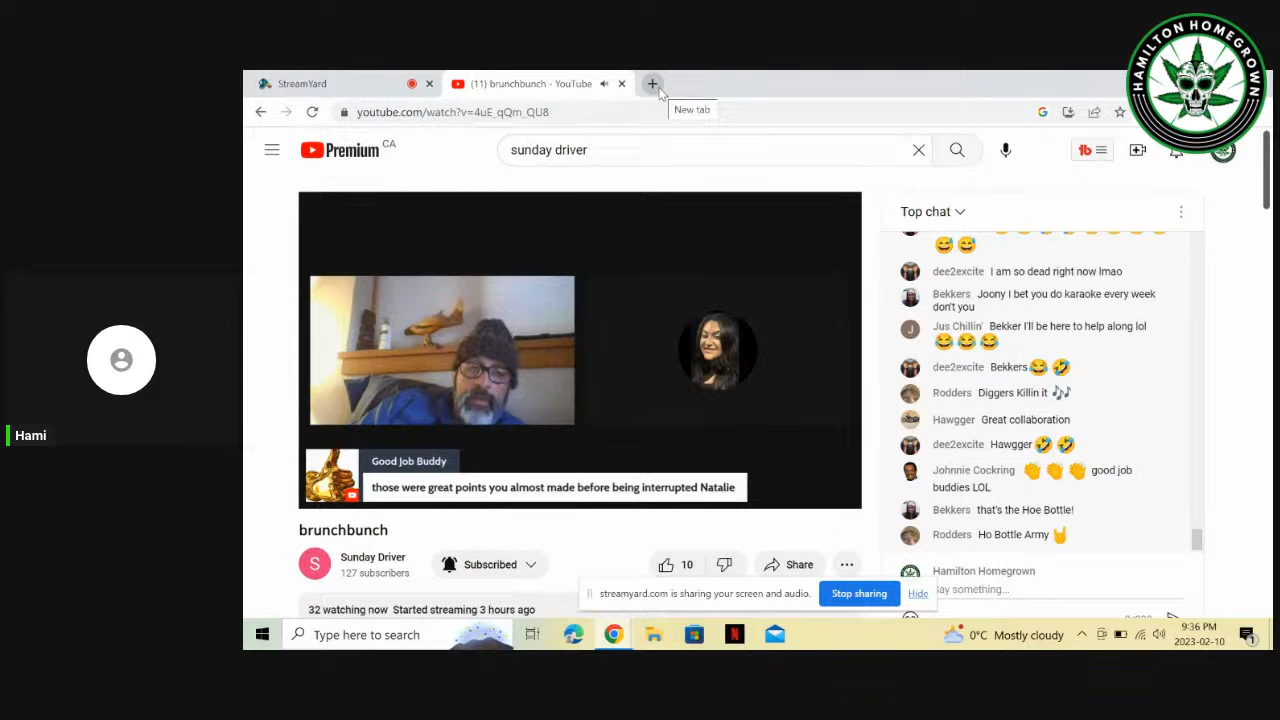 HAMILTON HOMEGROWN
StreamYard
(11) brunchbunch - YouTube
New tab
youtube.com/watch?v=4uE_qQm_QU8
Premium CA
sunday driver
Top chat
dee2excite I am so dead right now lmao
Bekkers Joony I bet you do karaoke every week
don't you
Jus Chillin' Bekker I'll be here to help along lol
😂 😂 😂
dee2excite Bekkers😂 🤣
Rodders Diggers Killin it 🎶
Hawgger Great collaboration
dee2excite Hawgger🤣 🤣
Johnnie Cockring 👏 👏 👏 good job
buddies LOL
Bekkers that's the Hoe Bottle!
Rodders Ho Bottle Army 🤘
Hamilton Homegrown
Say something...
Hami
Good Job Buddy
those were great points you almost made before being interrupted Natalie
brunchbunch
S
Sunday Driver
127 subscribers
Subscribed
10
Share
32 watching now Started streaming 3 hours ago
streamyard.com is sharing your screen and audio.
Stop sharing
Hide
Type here to search
0°C Mostly cloudy
9:36 PM
2023-02-10